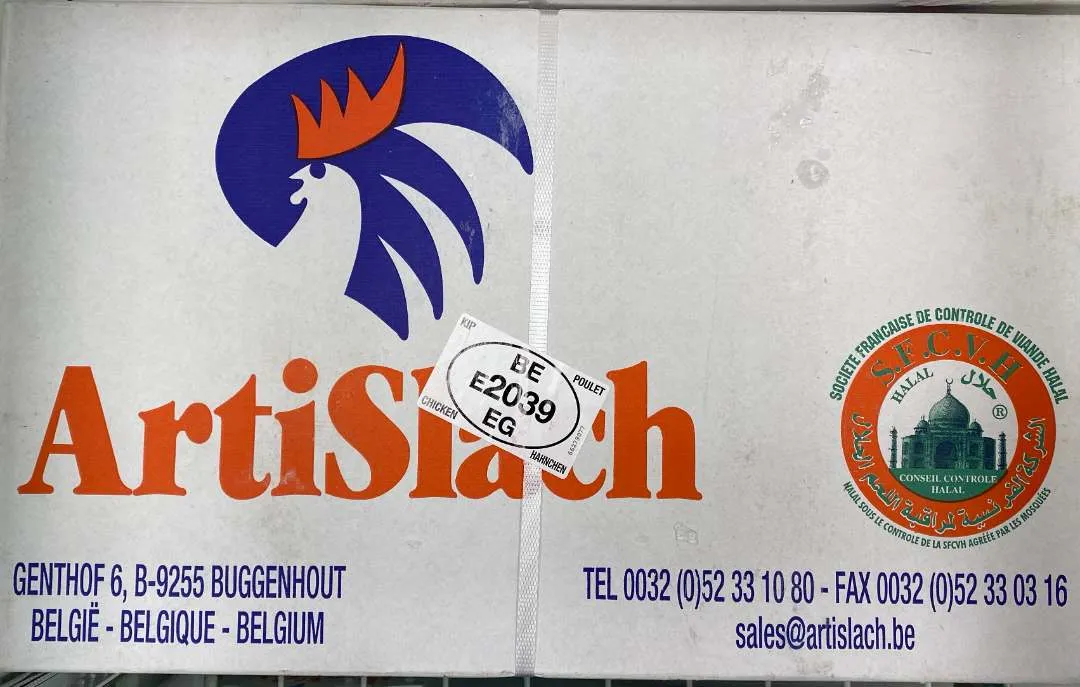 ArtiSlach
KIP
POULET
BE
E2039
EG
CHICKEN
HÄHNCHEN
SOCIETE FRANCAISE DE CONTROLE DE VIANDE HALAL
S.F.C.V.H
HALAL حلال
®
CONSEIL CONTROLE
HALAL
الشركة الفرنسية لمراقبة اللحم الحلال
HALAL SOUS LE CONTROLE DE LA SFCVH AGRÉÉE PAR LES MOSQUÉES
GENTHOF 6, B-9255 BUGGENHOUT
BELGIË - BELGIQUE - BELGIUM
TEL 0032 (0)52 33 10 80 - FAX 0032 (0)52 33 03 16
sales@artislach.be